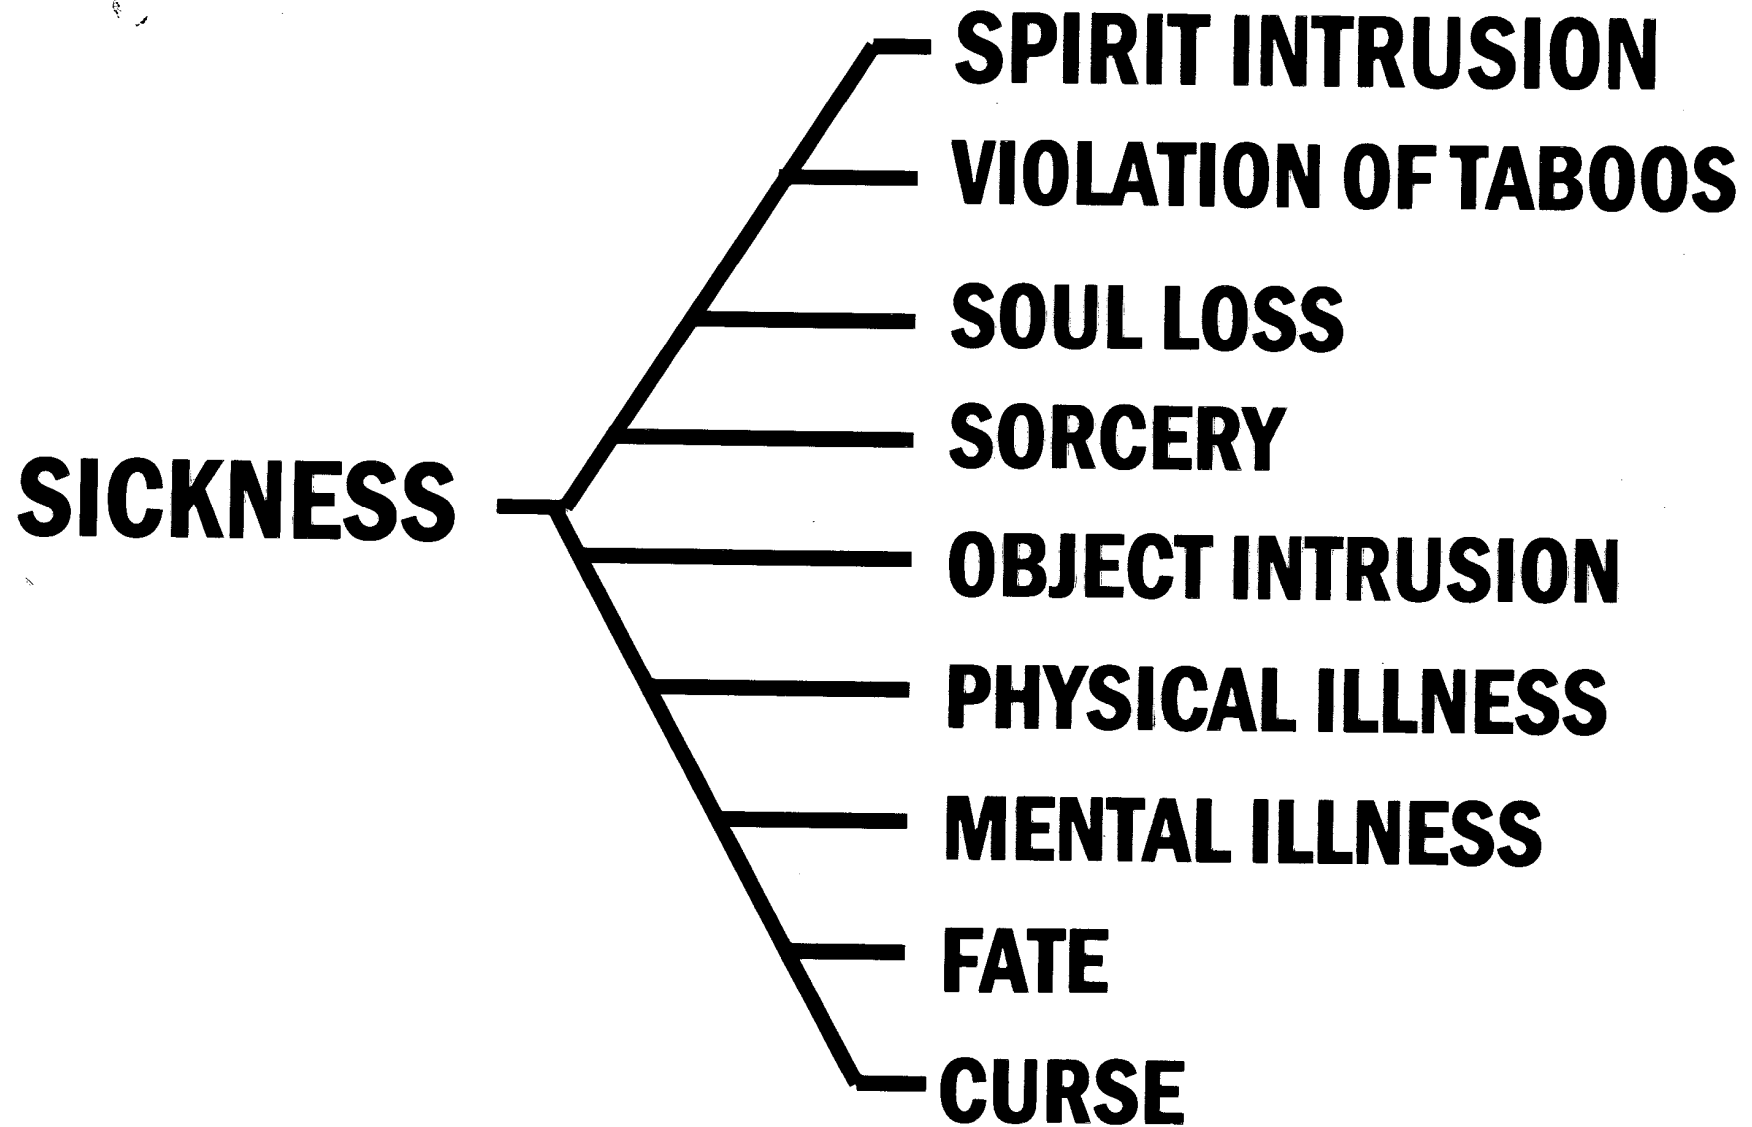 SPIRIT INTRUSION
VIOLATION OF TABOOS
SOUL LOSS
SORCERY
SICKNESS
OBJECT INTRUSION
PHYSICAL ILLNESS
MENTAL ILLNESS
FATE
CURSE